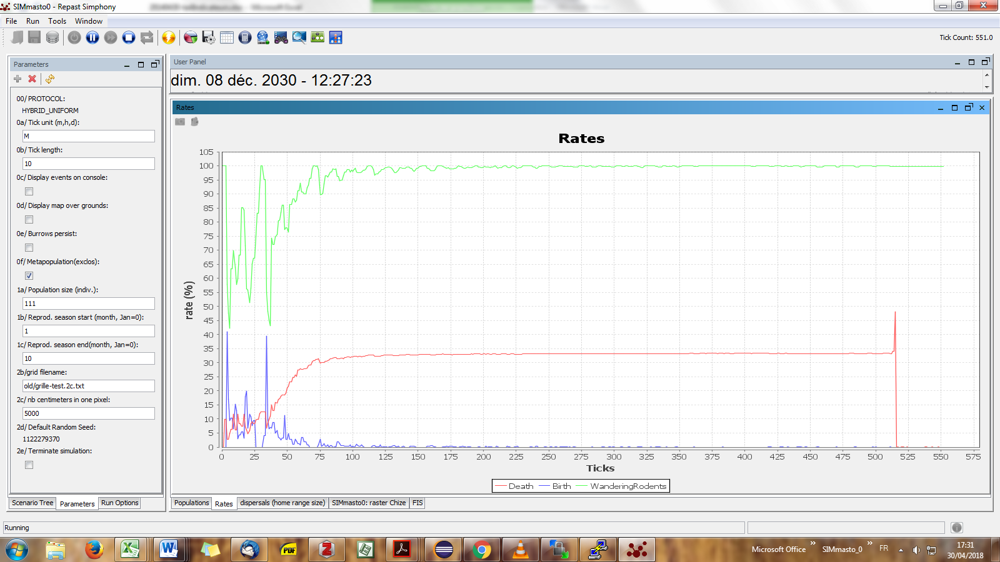 SIMmasto0 - Repast Simphony
File Run Tools Window
Tick Count: 551.0
Parameters
00/ PROTOCOL:
HYBRID_UNIFORM
0a/ Tick unit (m,h,d):
M
0b/ Tick length:
10
0c/ Display events on console:
0d/ Display map over grounds:
0e/ Burrows persist:
0f/ Metapopulation(exclos):
1a/ Population size (indiv.):
111
1b/ Reprod. season start (month, Jan=0):
1
1c/ Reprod. season end(month, Jan=0):
10
2b/grid filename:
old/grille-test.2c.txt
2c/ nb centimeters in one pixel:
5000
2d/ Default Random Seed:
1122279370
2e/ Terminate simulation:
Scenario Tree Parameters Run Options
User Panel
dim. 08 déc. 2030 - 12:27:23
Rates
Rates
105
100
95
90
85
80
75
70
65
60
55
50
45
40
35
30
25
20
15
10
5
0
rate (%)
0 25 50 75 100 125 150 175 200 225 250 275 300 325 350 375 400 425 450 475 500 525 550 575
Ticks
Death Birth WanderingRodents
Populations Rates dispersals (home range size) SIMmasto0: raster Chize FIS
Running
PDF
Microsoft Office » SIMmasto_0 » FR
17:31
30/04/2018